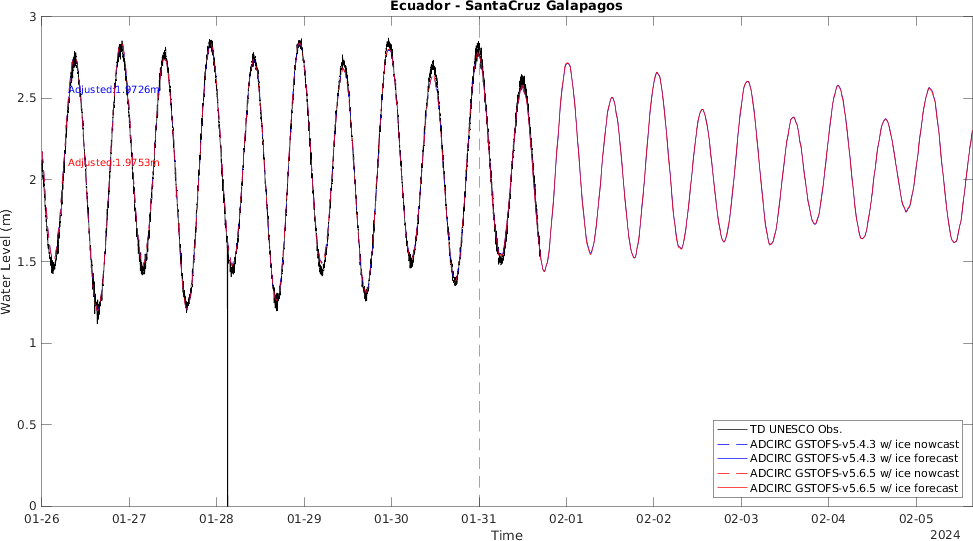 Ecuador - SantaCruz Galapagos
3
2.5
2
1.5
1
0.5
0
Water Level (m)
Adjusted:1.9726m
Adjusted:1.9753m
TD UNESCO Obs.
ADCIRC GSTOFS-v5.4.3 w/ ice nowcast
ADCIRC GSTOFS-v5.4.3 w/ ice forecast
ADCIRC GSTOFS-v5.6.5 w/ ice nowcast
ADCIRC GSTOFS-v5.6.5 w/ ice forecast
01-26 01-27 01-28 01-29 01-30 01-31 02-01 02-02 02-03 02-04 02-05
Time
2024